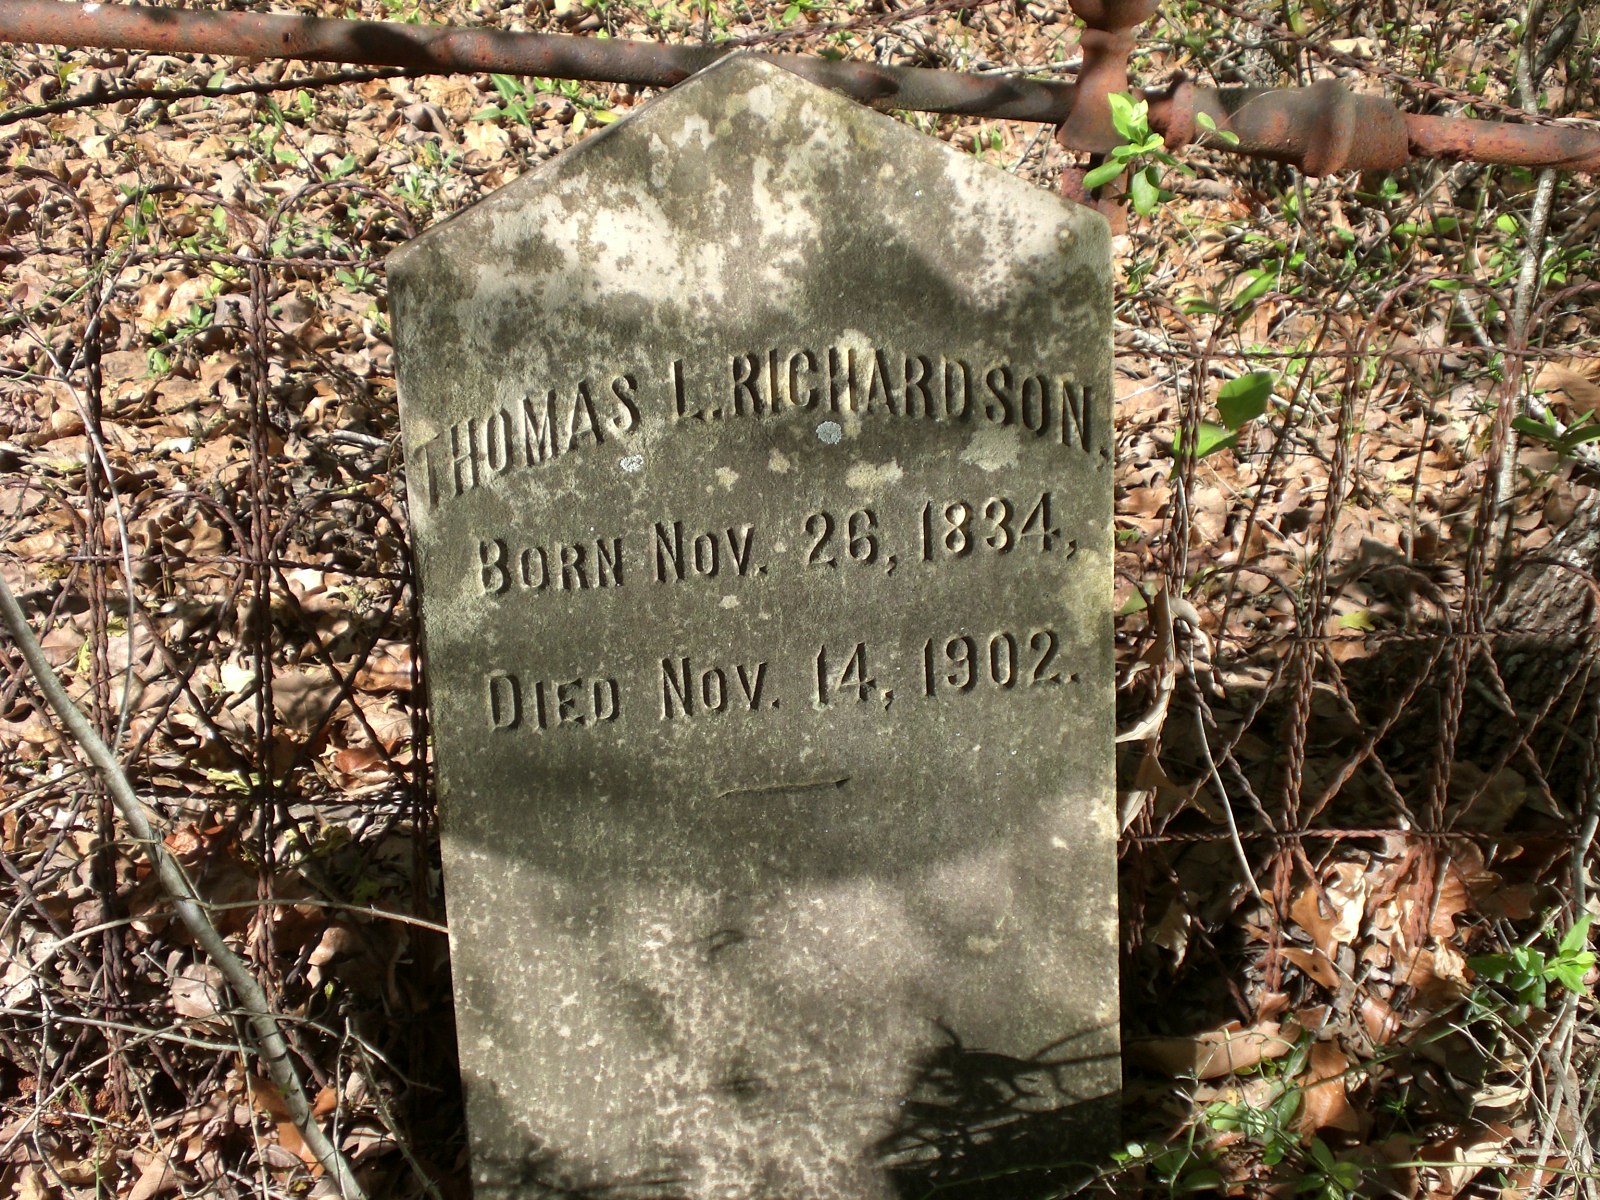 THOMAS L. RICHARDSON,
BORN NOV. 26, 1834,
DIED NOV. 14, 1902.